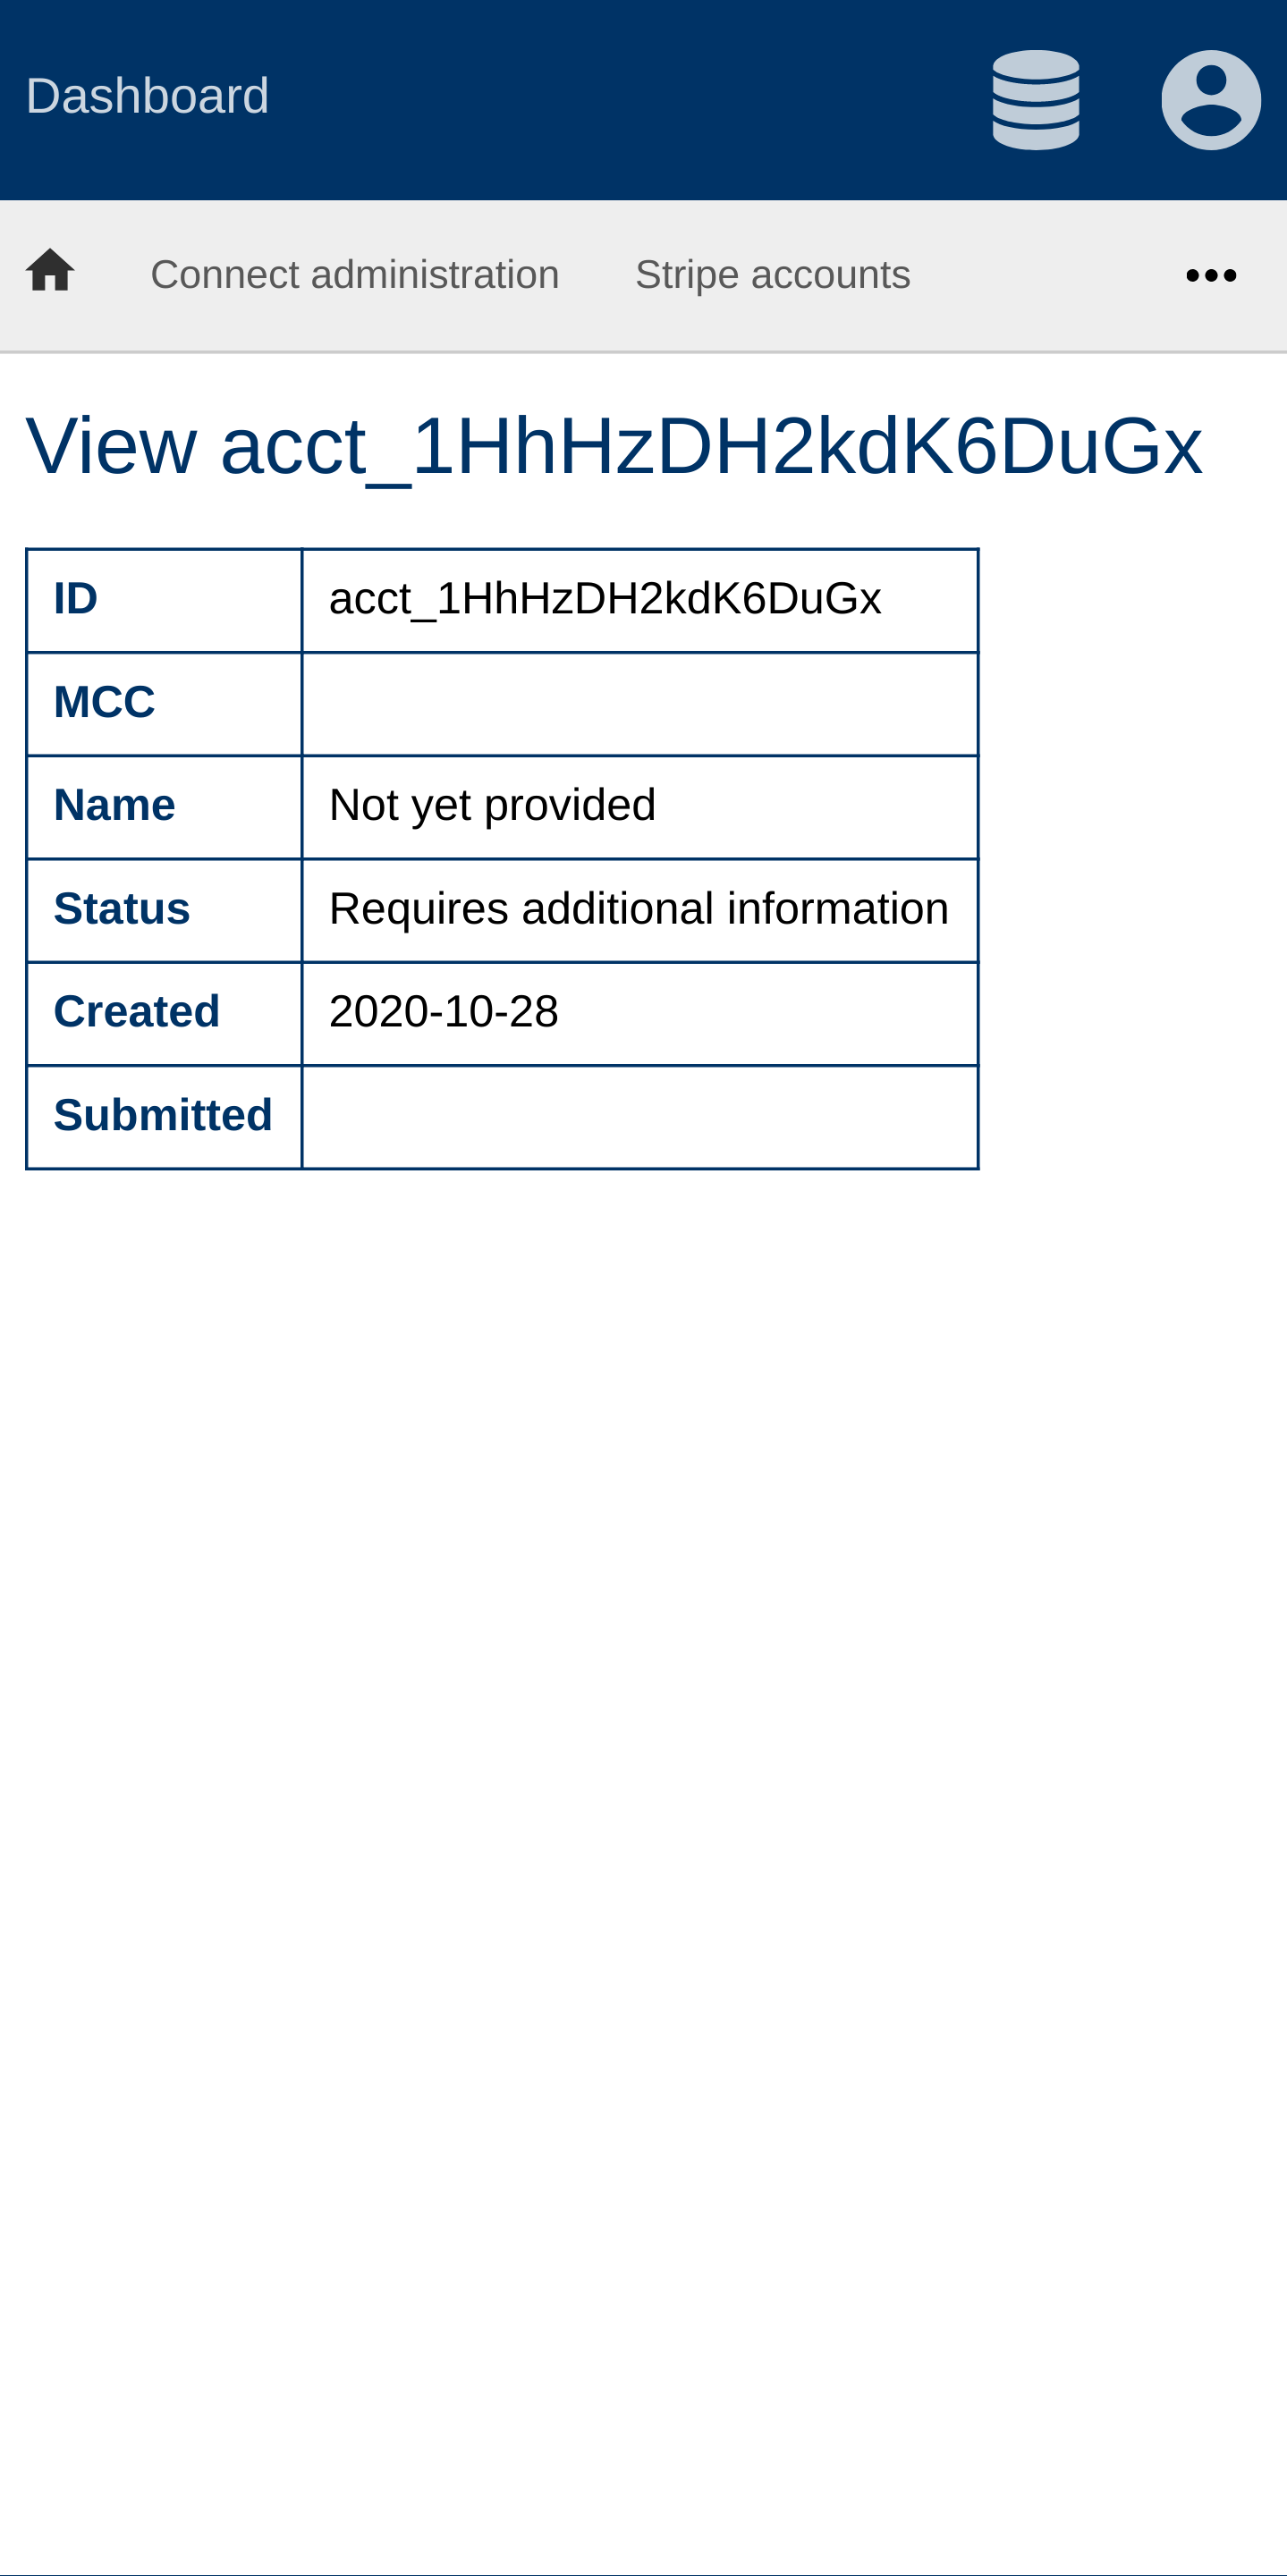 Dashboard
Connect administration Stripe accounts
View acct_1HhHzDH2kdK6DuGx
ID acct_1HhHzDH2kdK6DuGx
MCC
Name Not yet provided
Status Requires additional information
Created 2020-10-28
Submitted